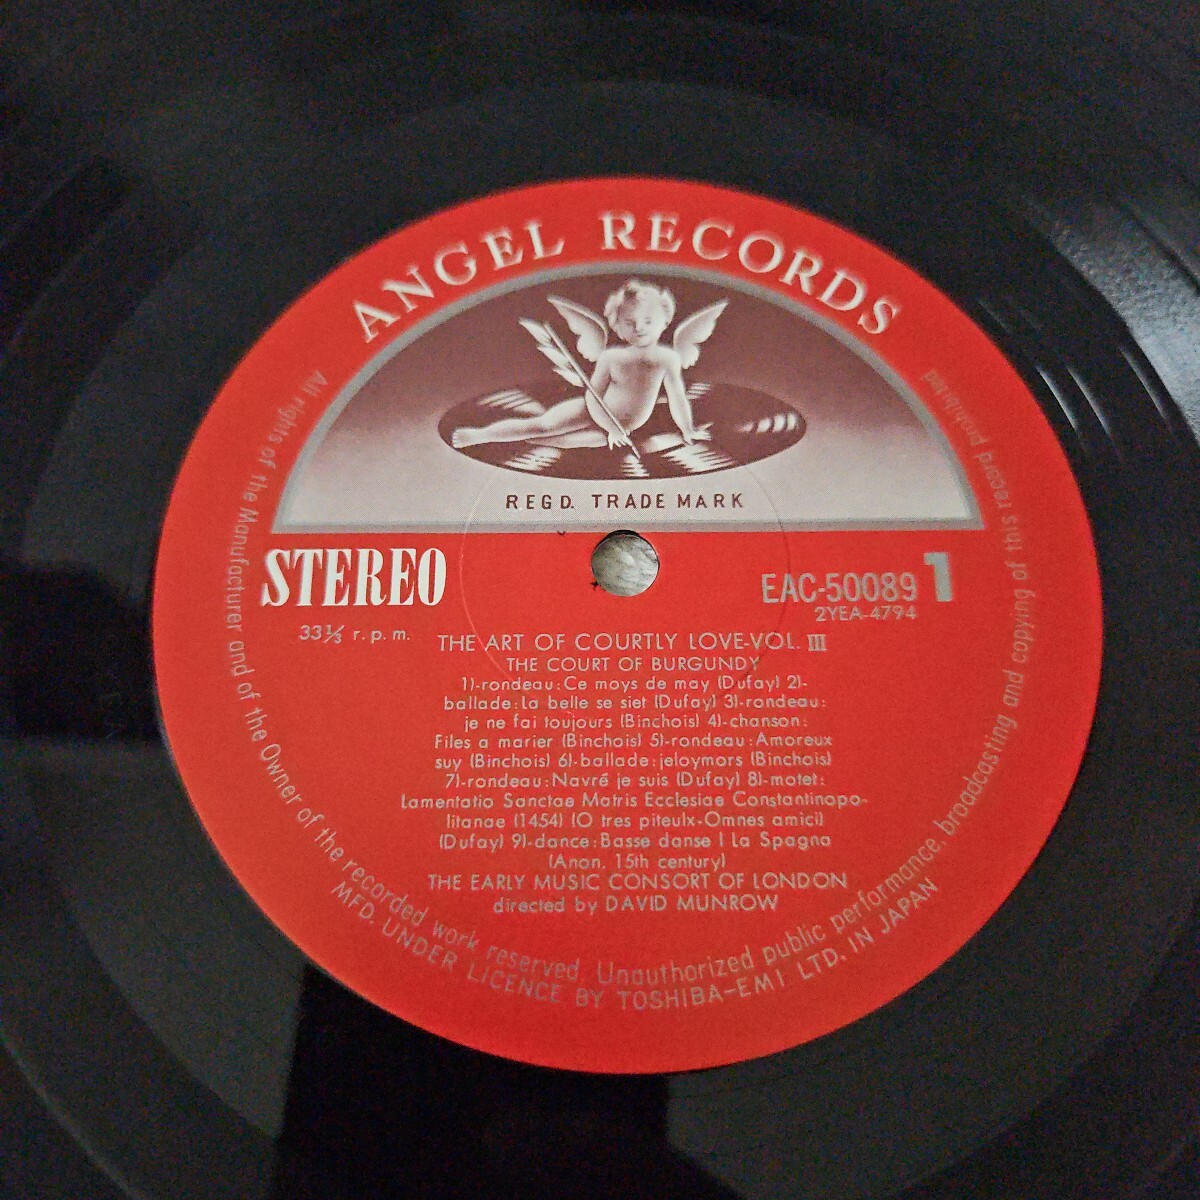 ANGEL RECORDS
REGD. TRADE MARK
STEREO
33⅓ r.p.m.
EAC-50089 1
2YEA-4794
THE ART OF COURTLY LOVE-VOL. III
THE COURT OF BURGUNDY
1)-rondeau:Ce moys de may (Dufay) 2)-
ballade:La belle se siet (Dufay) 3)-rondeau:
je ne fai toujours (Binchois) 4)-chanson:
Files a marier (Binchois) 5)-rondeau:Amoreux
suy (Binchois) 6)-ballade:jeloymors (Binchois)
7)-rondeau:Navré je suis (Dufay) 8)-motet:
Lamentatio Sanctae Matris Ecclesiae Constantinopo-
litanae (1454) (O tres piteulx-Omnes amici)
(Dufay) 9)-dance:Basse danse I La Spagna
(Anon. 15th century)
THE EARLY MUSIC CONSORT OF LONDON
directed by DAVID MUNROW
All rights of the Manufacturer and of the Owner of the recorded work reserved. Unauthorized public performance, broadcasting and copying of this record prohibited
MFD. UNDER LICENCE BY TOSHIBA-EMI LTD. IN JAPAN